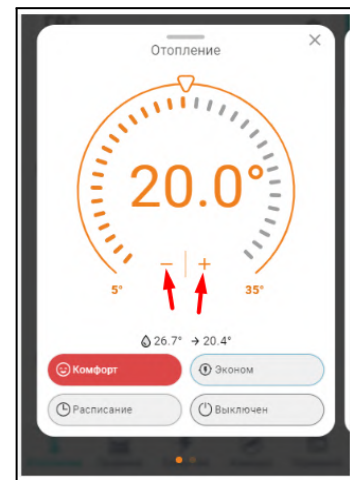 Отопление
20.0°
− +
5° 35°
26.7° → 20.4°
Комфорт Эконом
Расписание Выключен